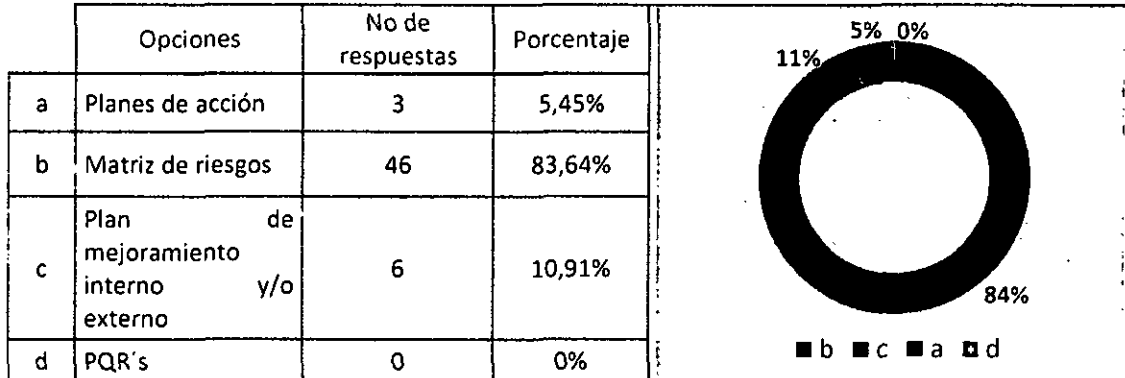 Opciones No de respuestas Porcentaje
a Planes de acción 3 5,45%
b Matriz de riesgos 46 83,64%
c Plan de mejoramiento interno y/o externo 6 10,91%
d PQR´s 0 0%
5% 0%
11%
84%
b c a d